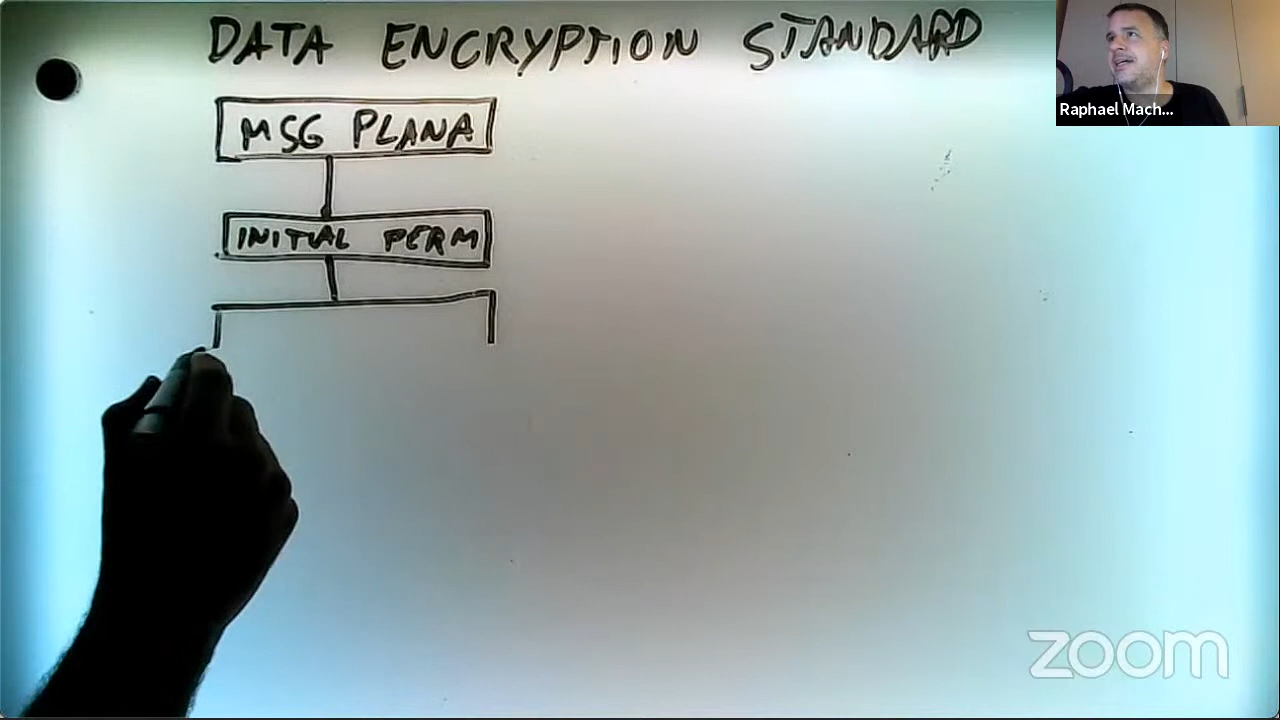 DATA ENCRYPTION STANDARD
MSG PLANA
INITIAL PERM
Raphael Mach...
zoom